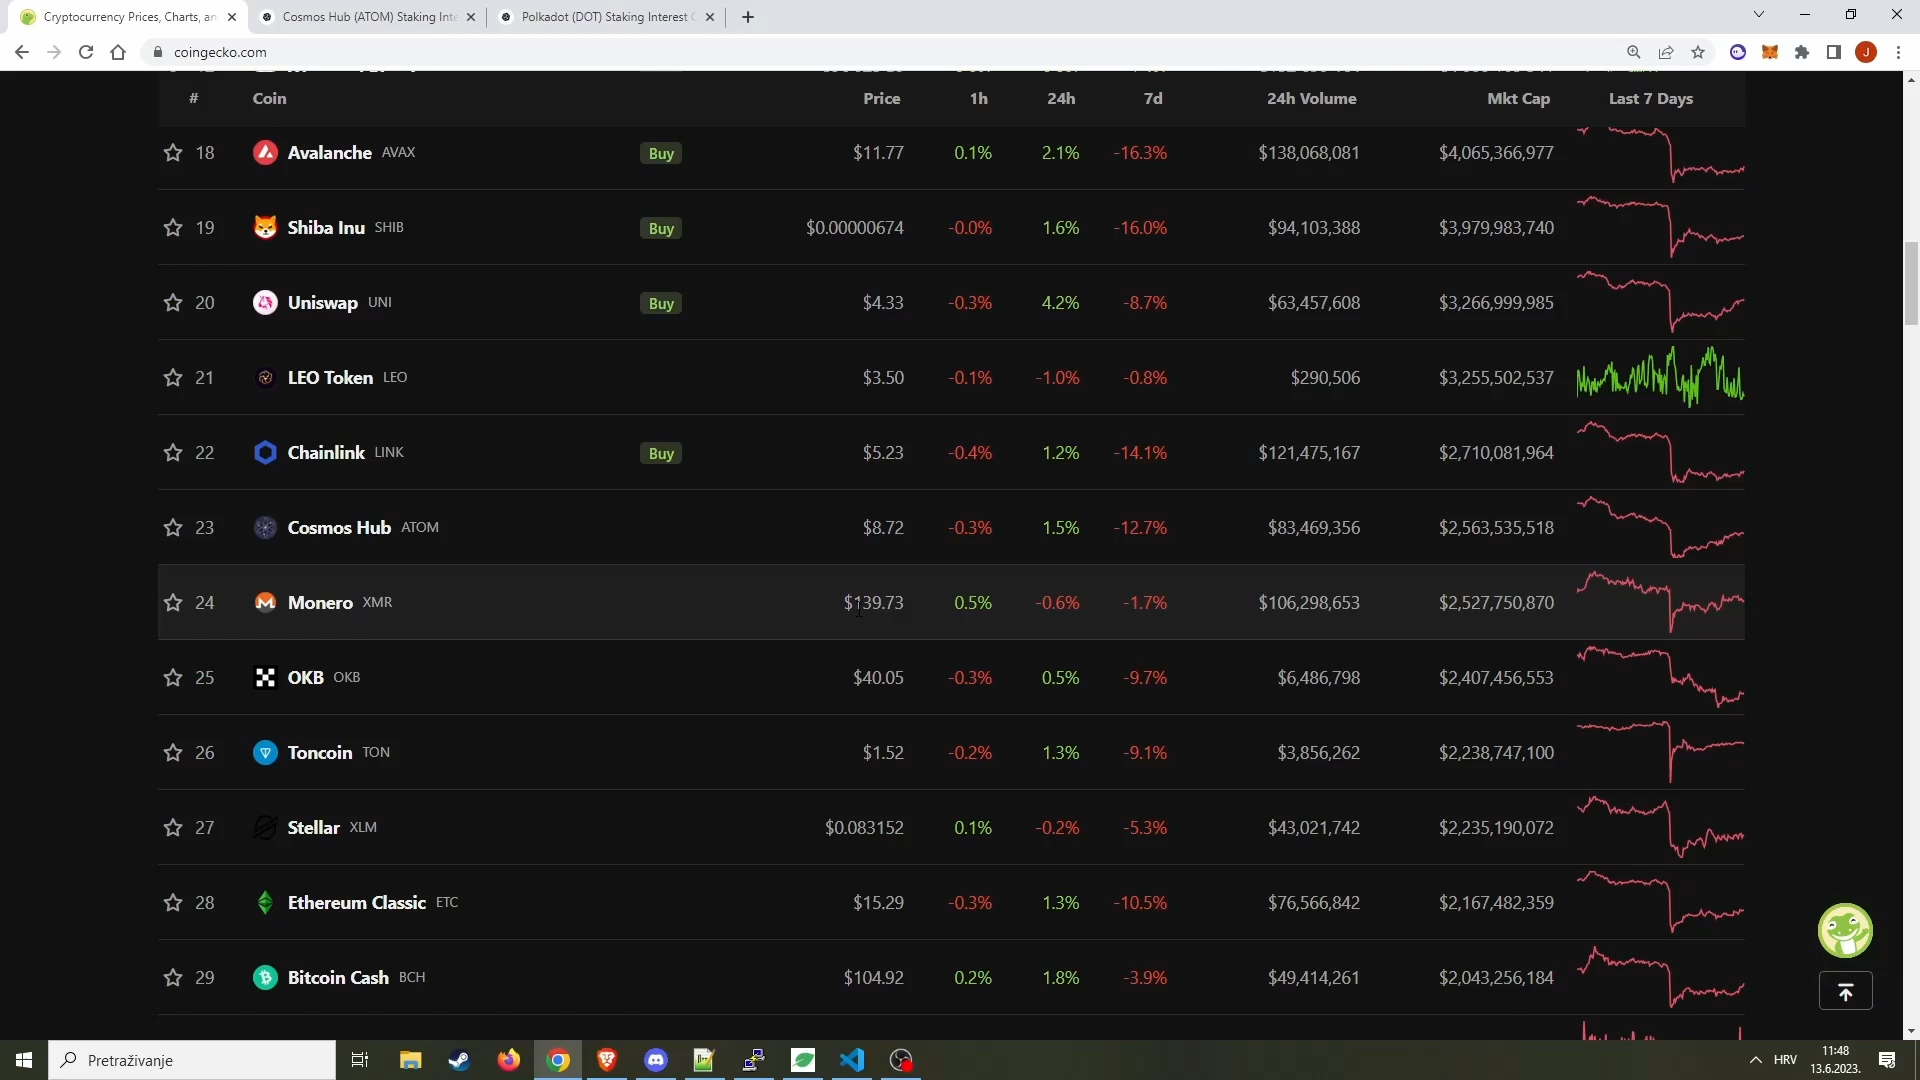 Cryptocurrency Prices, Charts, an
Cosmos Hub (ATOM) Staking Inte
Polkadot (DOT) Staking Interest C
coingecko.com
J
# Coin Price 1h 24h 7d 24h Volume Mkt Cap Last 7 Days
18 Avalanche AVAX Buy $11.77 0.1% 2.1% -16.3% $138,068,081 $4,065,366,977
19 Shiba Inu SHIB Buy $0.00000674 -0.0% 1.6% -16.0% $94,103,388 $3,979,983,740
20 Uniswap UNI Buy $4.33 -0.3% 4.2% -8.7% $63,457,608 $3,266,999,985
21 LEO Token LEO $3.50 -0.1% -1.0% -0.8% $290,506 $3,255,502,537
22 Chainlink LINK Buy $5.23 -0.4% 1.2% -14.1% $121,475,167 $2,710,081,964
23 Cosmos Hub ATOM $8.72 -0.3% 1.5% -12.7% $83,469,356 $2,563,535,518
24 Monero XMR $139.73 0.5% -0.6% -1.7% $106,298,653 $2,527,750,870
25 OKB OKB $40.05 -0.3% 0.5% -9.7% $6,486,798 $2,407,456,553
26 Toncoin TON $1.52 -0.2% 1.3% -9.1% $3,856,262 $2,238,747,100
27 Stellar XLM $0.083152 0.1% -0.2% -5.3% $43,021,742 $2,235,190,072
28 Ethereum Classic ETC $15.29 -0.3% 1.3% -10.5% $76,566,842 $2,167,482,359
29 Bitcoin Cash BCH $104.92 0.2% 1.8% -3.9% $49,414,261 $2,043,256,184
Pretraživanje
HRV
11:48
13.6.2023.